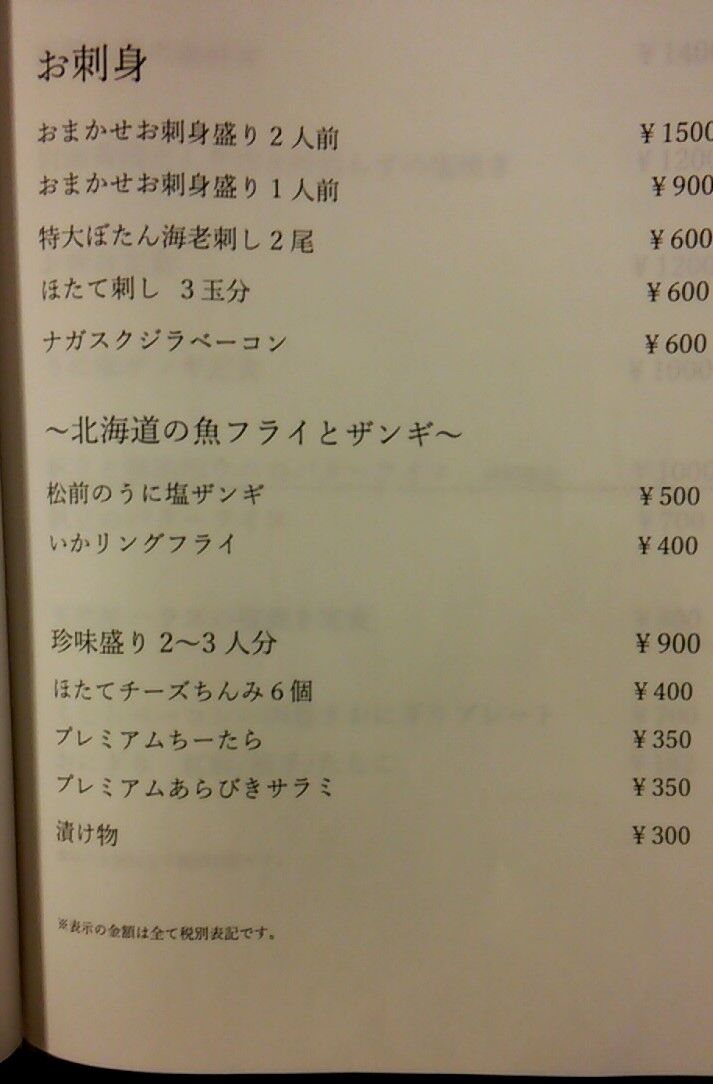 お刺身
おまかせお刺身盛り2人前 ¥1500
おまかせお刺身盛り1人前 ¥900
特大ぼたん海老刺し2尾 ¥600
ほたて刺し 3玉分 ¥600
ナガスクジラベーコン ¥600
〜北海道の魚フライとザンギ〜
松前のうに塩ザンギ ¥500
いかリングフライ ¥400
珍味盛り 2〜3人分 ¥900
ほたてチーズちんみ6個 ¥400
プレミアムちーたら ¥350
プレミアムあらびきサラミ ¥350
漬け物 ¥300
※表示の金額は全て税別表記です。